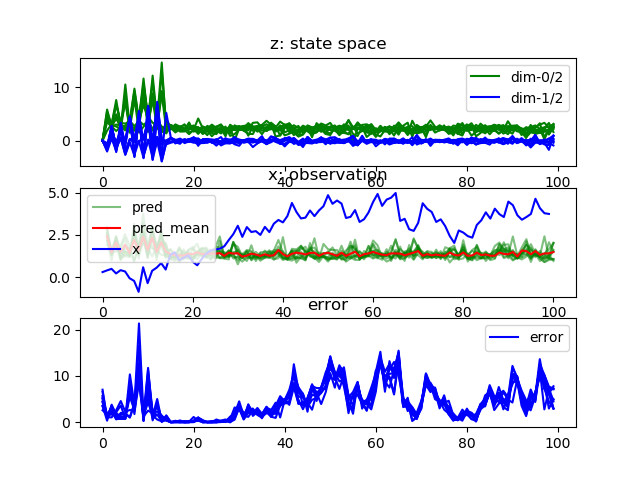 z: state space
10
0
dim-0/2
dim-1/2
0 20 40 60 80 100
x: observation
5.0
2.5
0.0
pred
pred_mean
x
0 20 40 60 80 100
error
20
10
0
error
0 20 40 60 80 100